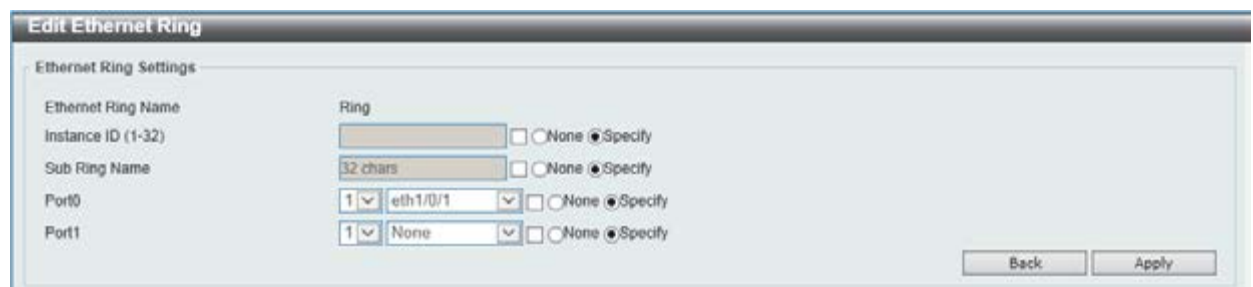 Edit Ethernet Ring
Ethernet Ring Settings
Ethernet Ring Name Ring
Instance ID (1-32) None Specify
Sub Ring Name 32 chars None Specify
Port0 1 eth1/0/1 None Specify
Port1 1 None None Specify
Back Apply